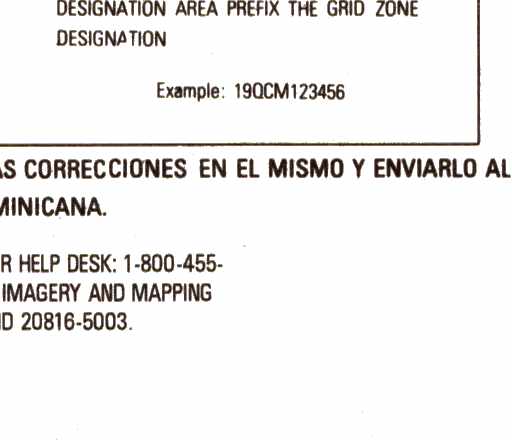 DESIGNATION AREA PREFIX THE GRID ZONE
DESIGNATION
Example: 19QCM123456
AS CORRECCIONES EN EL MISMO Y ENVIARLO AL
MINICANA.
R HELP DESK: 1-800-455-
IMAGERY AND MAPPING
D 20816-5003.